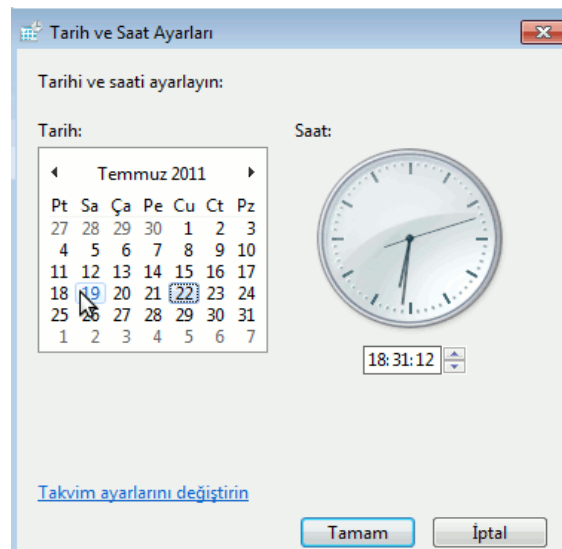 Tarih ve Saat Ayarları
Tarihi ve saati ayarlayın:
Tarih:
Saat:
Temmuz 2011
Pt Sa Ça Pe Cu Ct Pz
27 28 29 30 1 2 3
4 5 6 7 8 9 10
11 12 13 14 15 16 17
18 19 20 21 22 23 24
25 26 27 28 29 30 31
1 2 3 4 5 6 7
18:31:12
Takvim ayarlarını değiştirin
Tamam
İptal